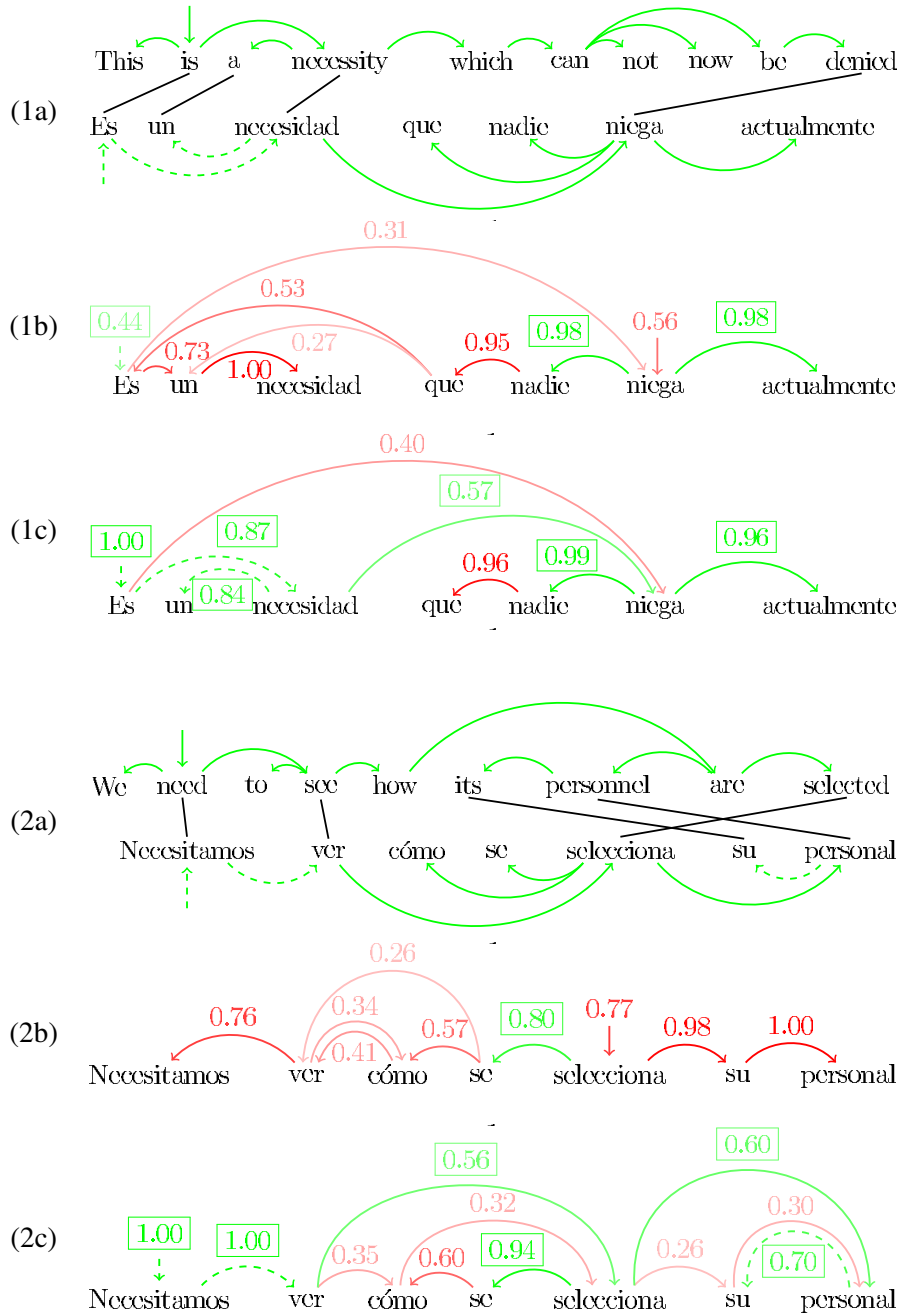 This is a necessity which can not now be denied
(1a)
Es un necesidad que nadie niega actualmente
0.31
(1b)
0.44 0.73 0.53 1.00 0.27 0.95 0.98 0.56 0.98
Es un necesidad que nadie niega actualmente
0.40
0.57
(1c)
1.00 0.87 0.84 0.96 0.99 0.96
Es un necesidad que nadie niega actualmente
We need to see how its personnel are selected
(2a)
Necesitamos ver cómo se selecciona su personal
0.26
(2b)
0.76 0.34 0.41 0.57 0.80 0.77 0.98 1.00
Necesitamos ver cómo se selecciona su personal
0.56 0.60
0.32 0.30
(2c)
1.00 1.00 0.35 0.60 0.94 0.26 0.70
Necesitamos ver cómo se selecciona su personal